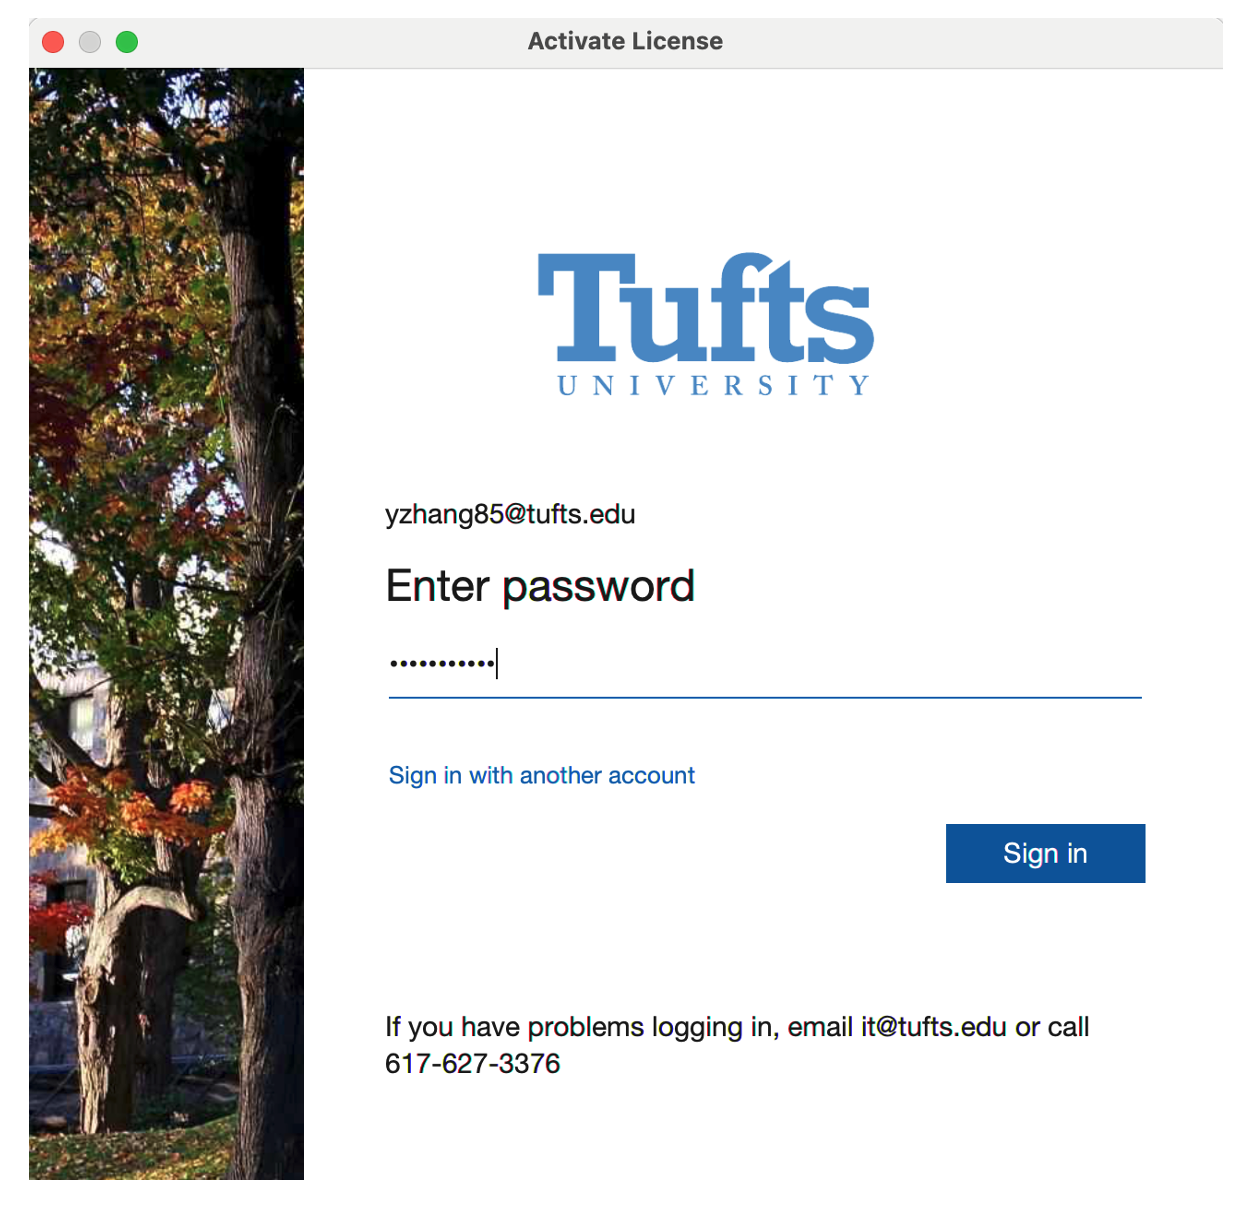 Activate License
Tufts
UNIVERSITY
yzhang85@tufts.edu
Enter password
•••••••••••
Sign in with another account
Sign in
If you have problems logging in, email it@tufts.edu or call
617-627-3376